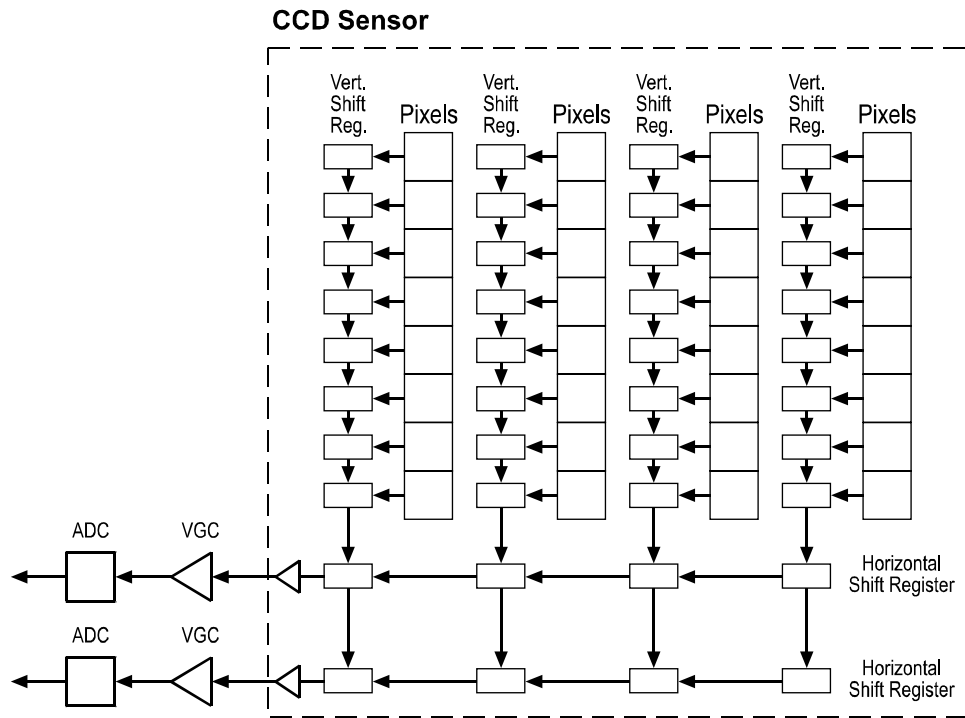 CCD Sensor
Vert.
Shift
Reg.
Pixels
Vert.
Shift
Reg.
Pixels
Vert.
Shift
Reg.
Pixels
Vert.
Shift
Reg.
Pixels
ADC
VGC
Horizontal
Shift Register
ADC
VGC
Horizontal
Shift Register